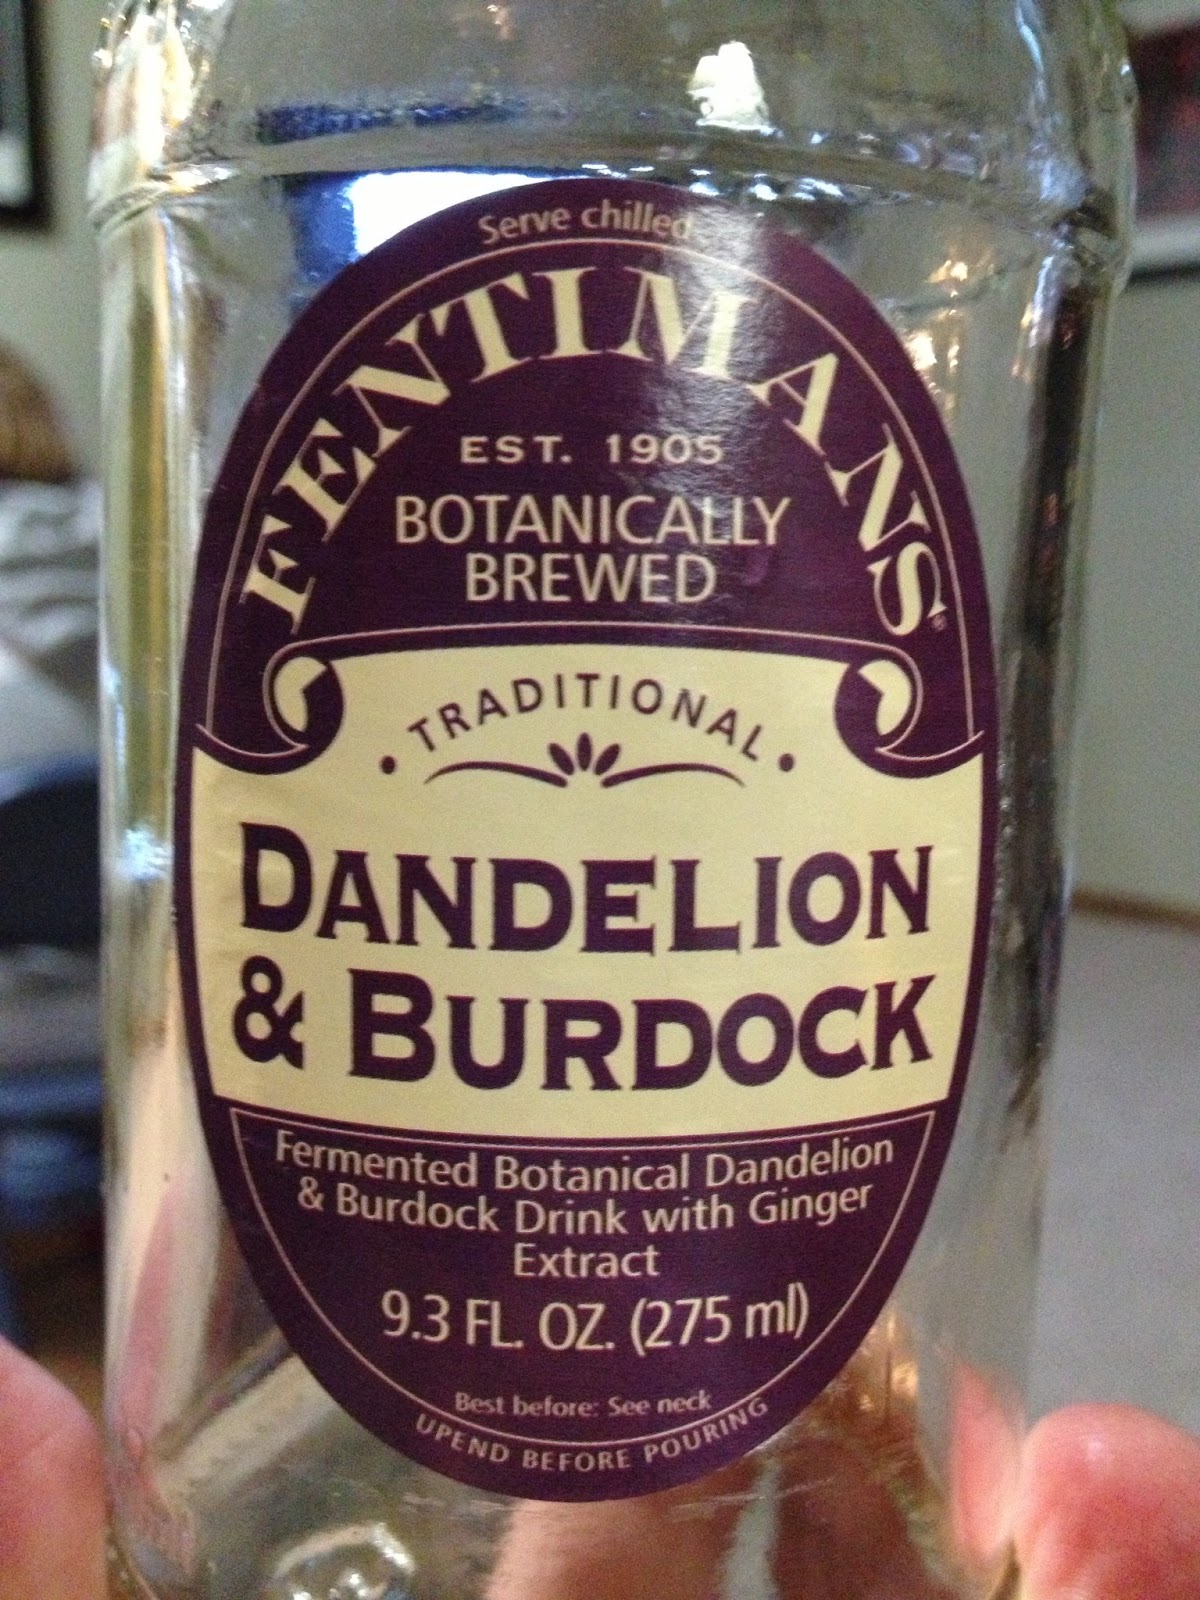 Serve chilled
FENTIMANS®
EST. 1905
BOTANICALLY
BREWED
• TRADITIONAL •
DANDELION
& BURDOCK
Fermented Botanical Dandelion
& Burdock Drink with Ginger
Extract
9.3 FL. OZ. (275 ml)
Best before: See neck
UPEND BEFORE POURING